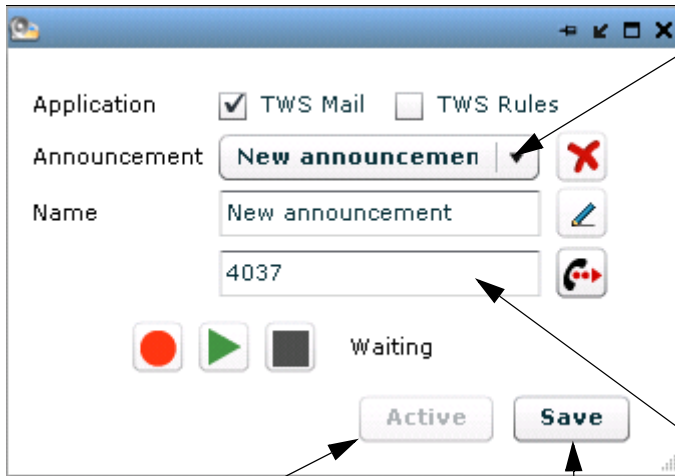 Application TWS Mail TWS Rules
Announcement New announcemen
Name New announcement
4037
Waiting
Active Save